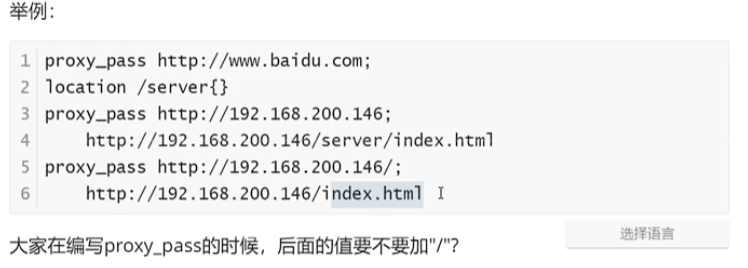 举例：
1 proxy_pass http://www.baidu.com;
2 location /server{}
3 proxy_pass http://192.168.200.146;
4     http://192.168.200.146/server/index.html
5 proxy_pass http://192.168.200.146/;
6     http://192.168.200.146/index.html
选择语言
大家在编写proxy_pass的时候，后面的值要不要加"/"?